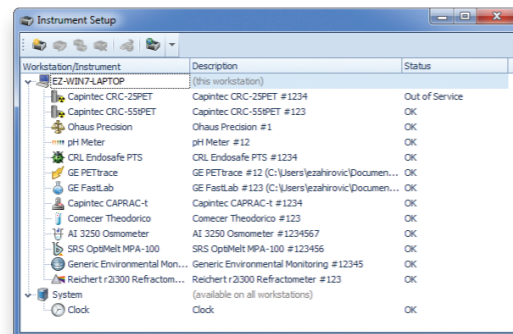 Instrument Setup
Workstation/Instrument Description Status
EZ-WIN7-LAPTOP (this workstation)
Capintec CRC-25PET Capintec CRC-25PET #1234 Out of Service
Capintec CRC-55tPET Capintec CRC-55tPET #123 OK
Ohaus Precision Ohaus Precision #1 OK
pH Meter pH Meter #12 OK
CRL Endosafe PTS CRL Endosafe PTS #1234 OK
GE PETtrace GE PETtrace #12 (C:\Users\ezahirovic\Documen... OK
GE FastLab GE FastLab #123 (C:\Users\ezahirovic\Documen... OK
Capintec CAPRAC-t Capintec CAPRAC-t #1234 OK
Comecer Theodorico Comecer Theodorico #123 OK
AI 3250 Osmometer AI 3250 Osmometer #1234567 OK
SRS OptiMelt MPA-100 SRS OptiMelt MPA-100 #123456 OK
Generic Environmental Mon... Generic Environmental Monitoring #12345 OK
Reichert r2i300 Refractom... Reichert r2i300 Refractometer #123 OK
System (available on all workstations)
Clock Clock OK